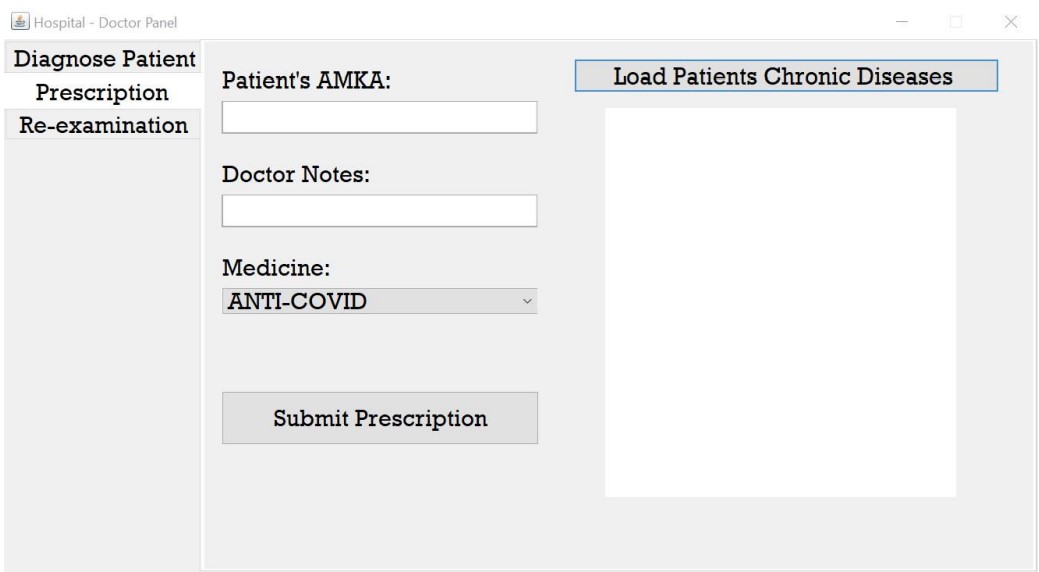 Hospital - Doctor Panel
Diagnose Patient
Prescription
Re-examination
Patient's AMKA:
Doctor Notes:
Medicine:
ANTI-COVID
Submit Prescription
Load Patients Chronic Diseases